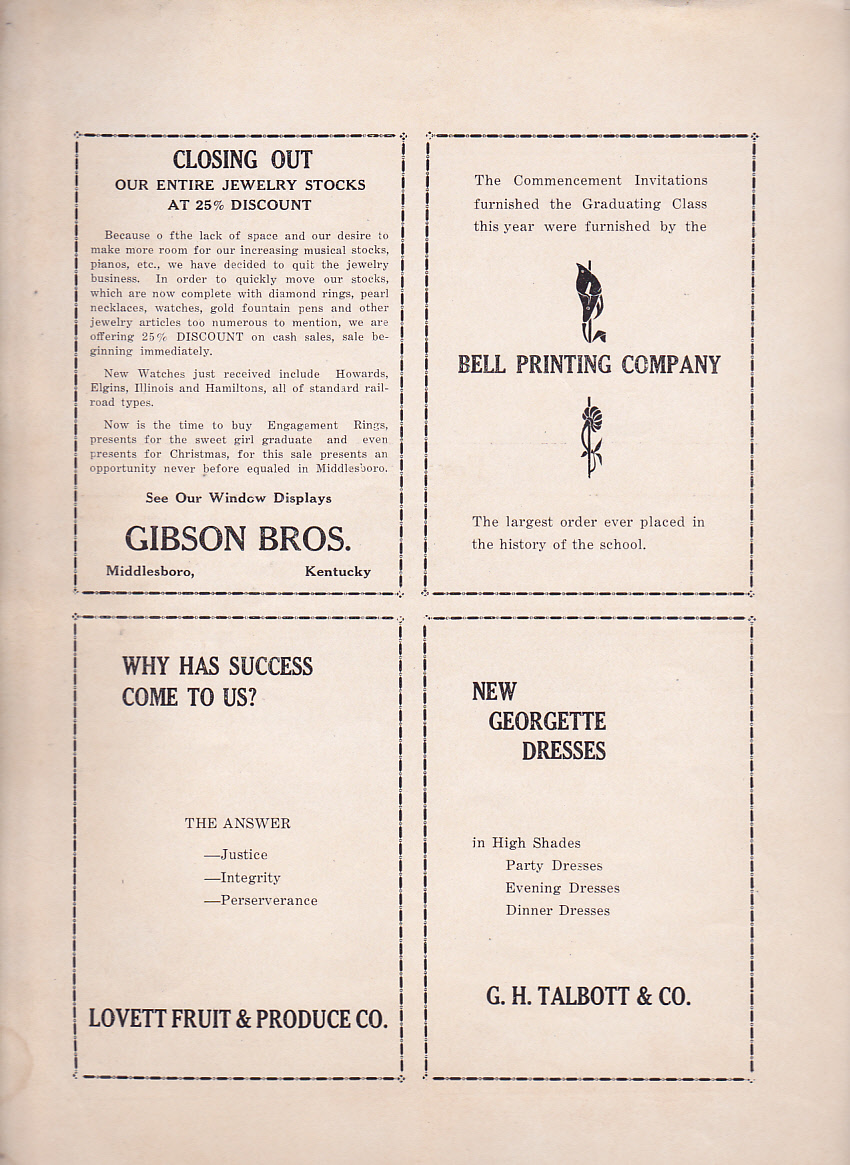 CLOSING OUT
OUR ENTIRE JEWELRY STOCKS
AT 25% DISCOUNT
Because o fthe lack of space and our desire to
make more room for our increasing musical stocks,
pianos, etc., we have decided to quit the jewelry
business. In order to quickly move our stocks,
which are now complete with diamond rings, pearl
necklaces, watches, gold fountain pens and other
jewelry articles too numerous to mention, we are
offering 25% DISCOUNT on cash sales, sale be-
ginning immediately.
New Watches just received include Howards,
Elgins, Illinois and Hamiltons, all of standard rail-
road types.
Now is the time to buy Engagement Rings,
presents for the sweet girl graduate and even
presents for Christmas, for this sale presents an
opportunity never before equaled in Middlesboro.
See Our Window Displays
GIBSON BROS.
Middlesboro, Kentucky
The Commencement Invitations
furnished the Graduating Class
this year were furnished by the
BELL PRINTING COMPANY
The largest order ever placed in
the history of the school.
WHY HAS SUCCESS
COME TO US?
THE ANSWER
—Justice
—Integrity
—Perserverance
LOVETT FRUIT & PRODUCE CO.
NEW
GEORGETTE
DRESSES
in High Shades
Party Dresses
Evening Dresses
Dinner Dresses
G. H. TALBOTT & CO.